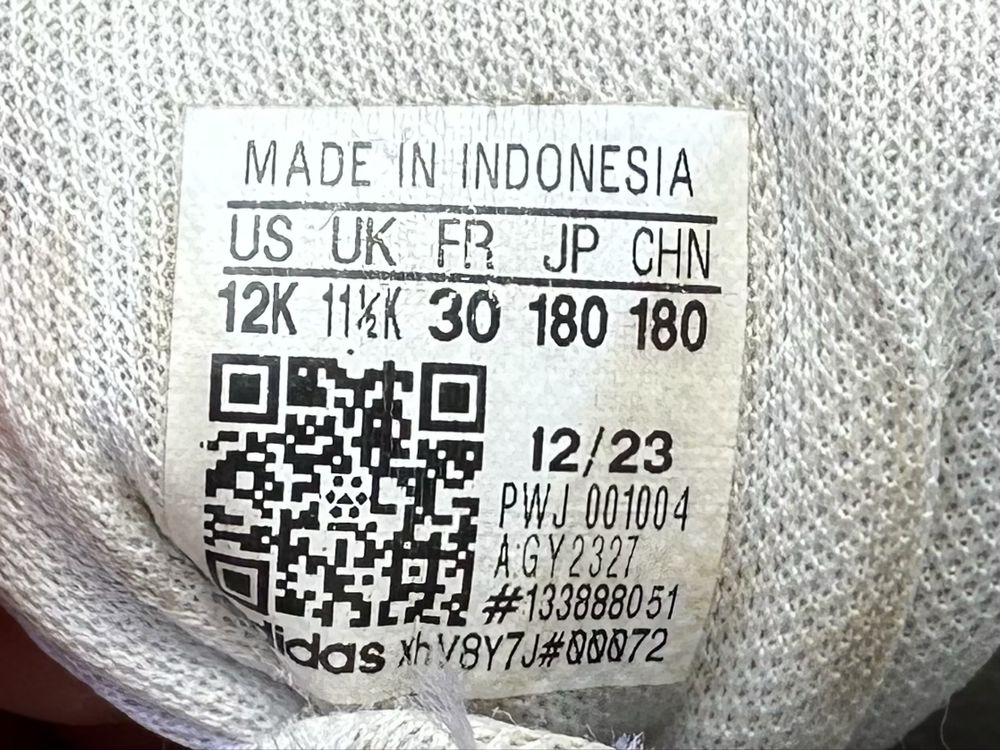 MADE IN INDONESIA
US UK FR JP CHN
12K 11½K 30 180 180
12/23
PWJ 001004
A:GY2327
#133888051
adidas xhV8Y7J#00072